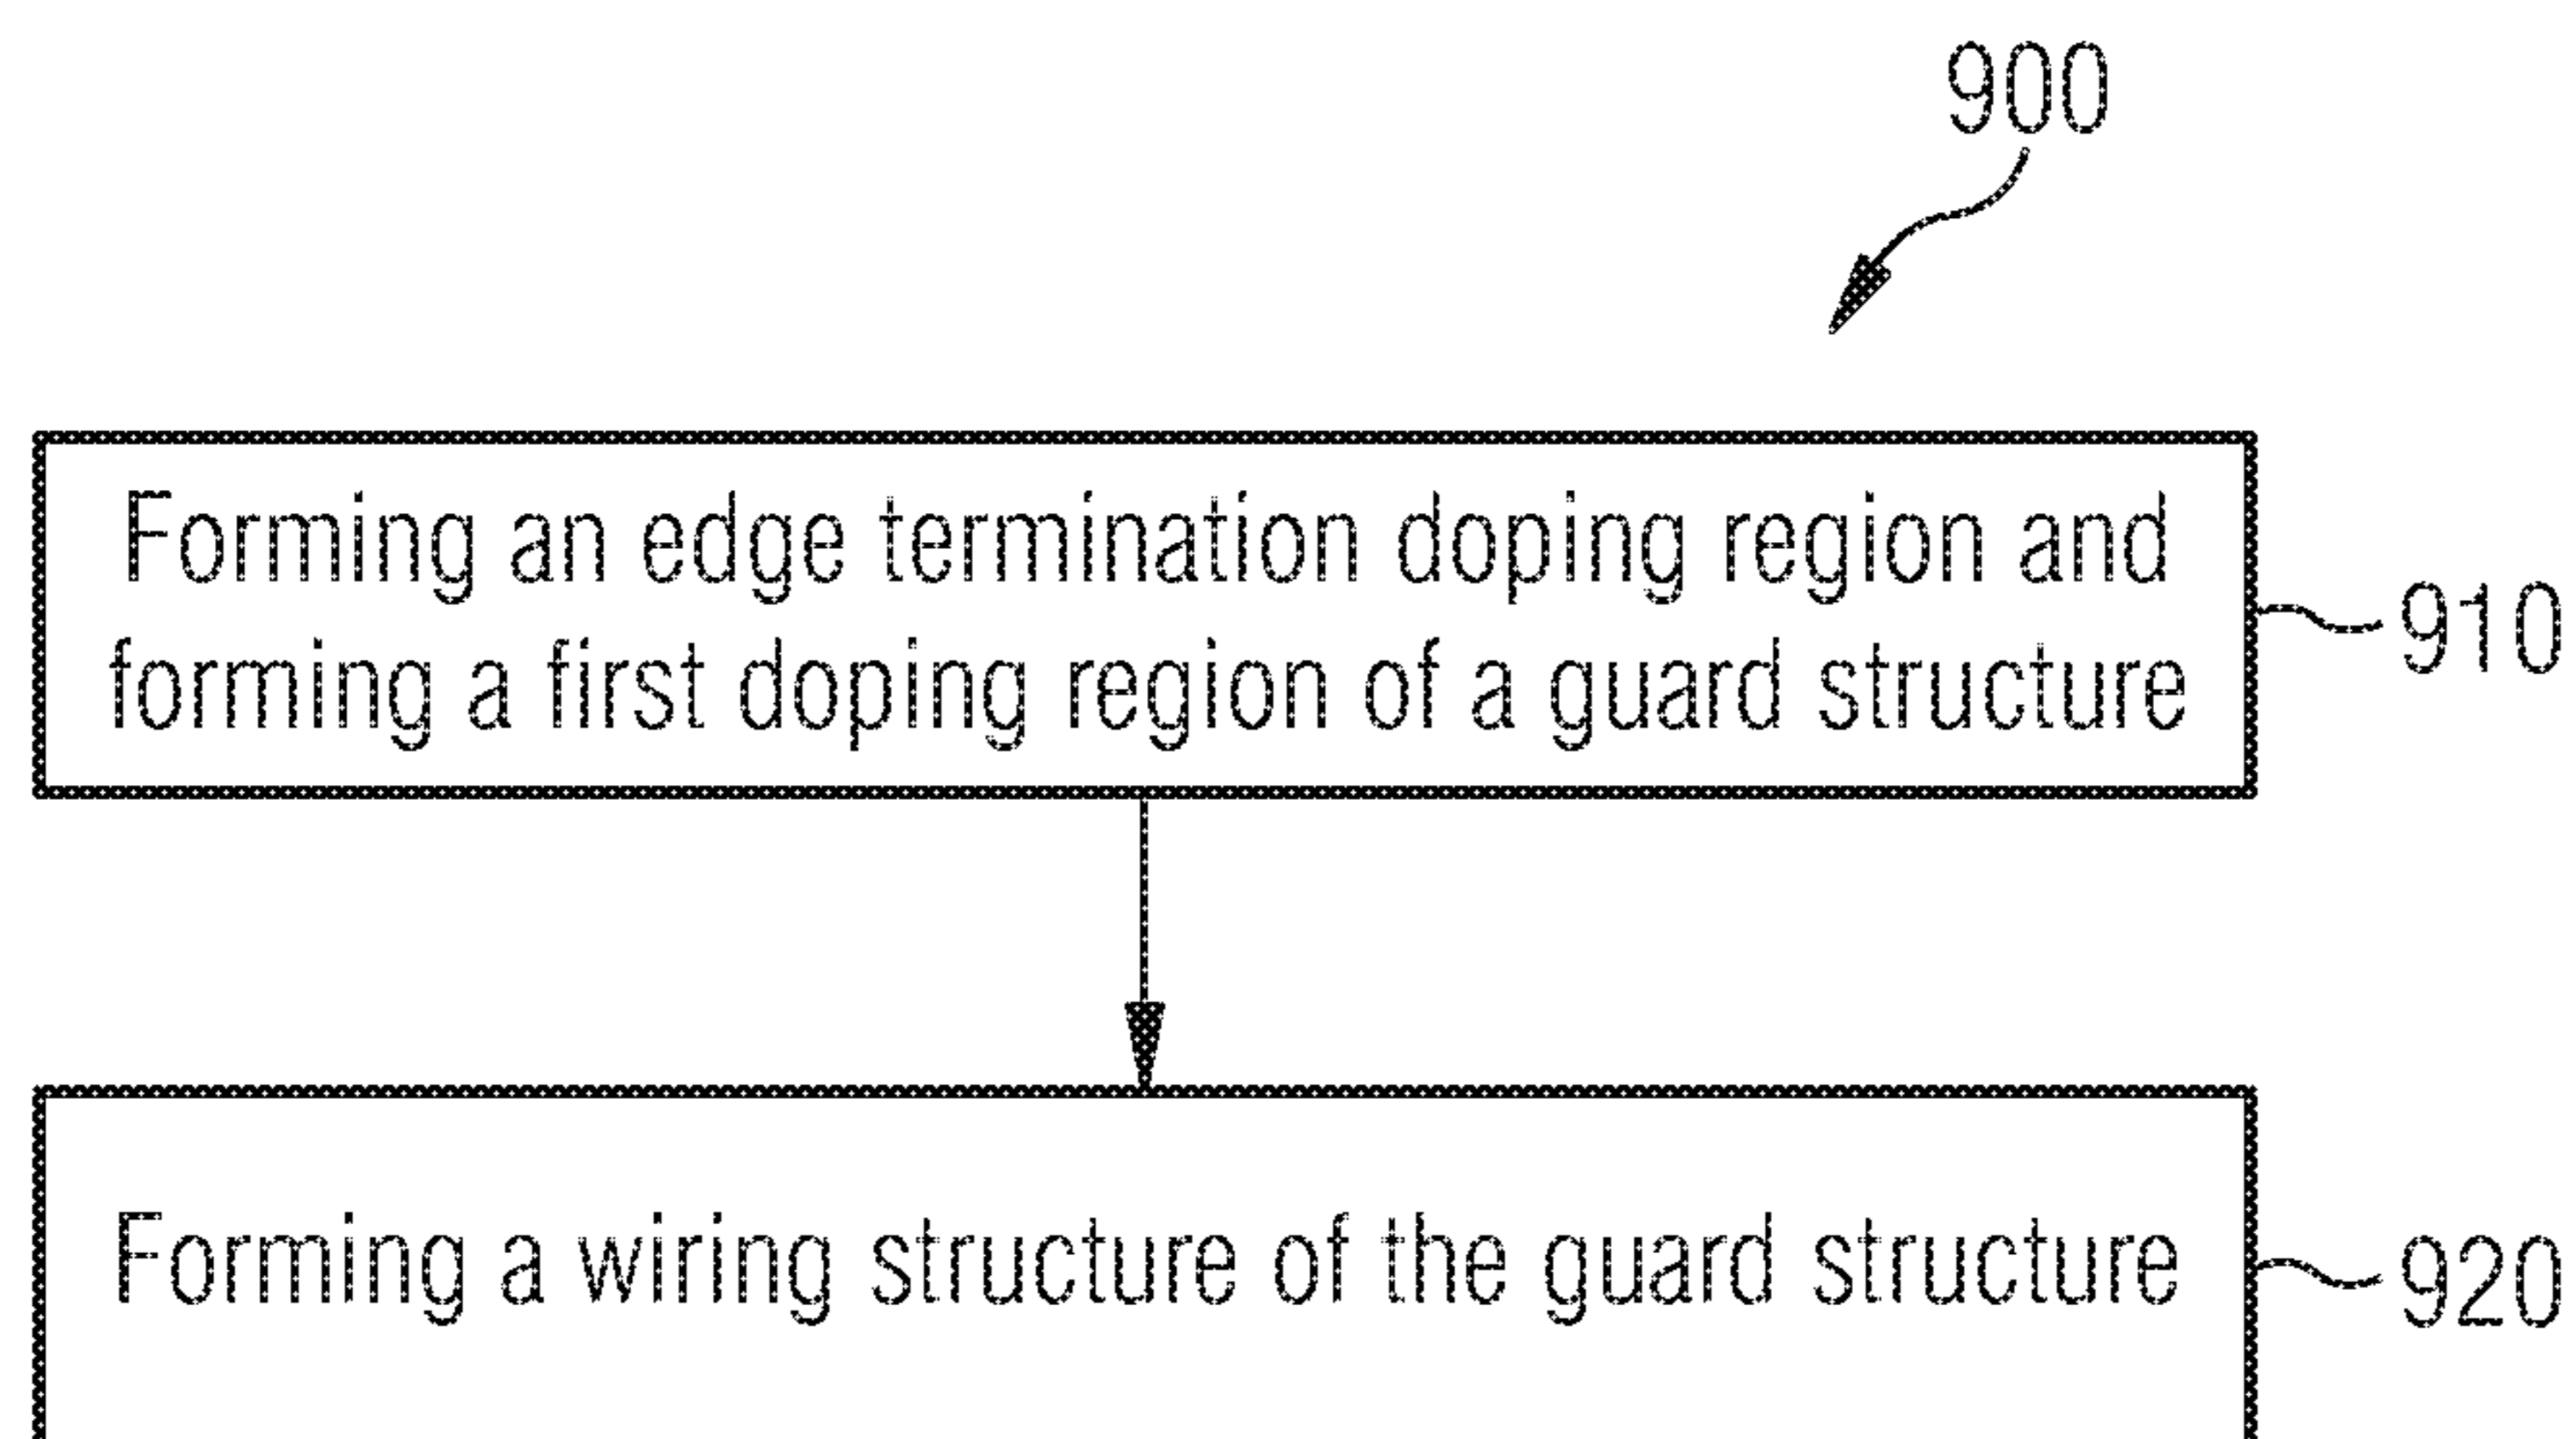 900
Forming an edge termination doping region and
forming a first doping region of a guard structure
910
Forming a wiring structure of the guard structure
920